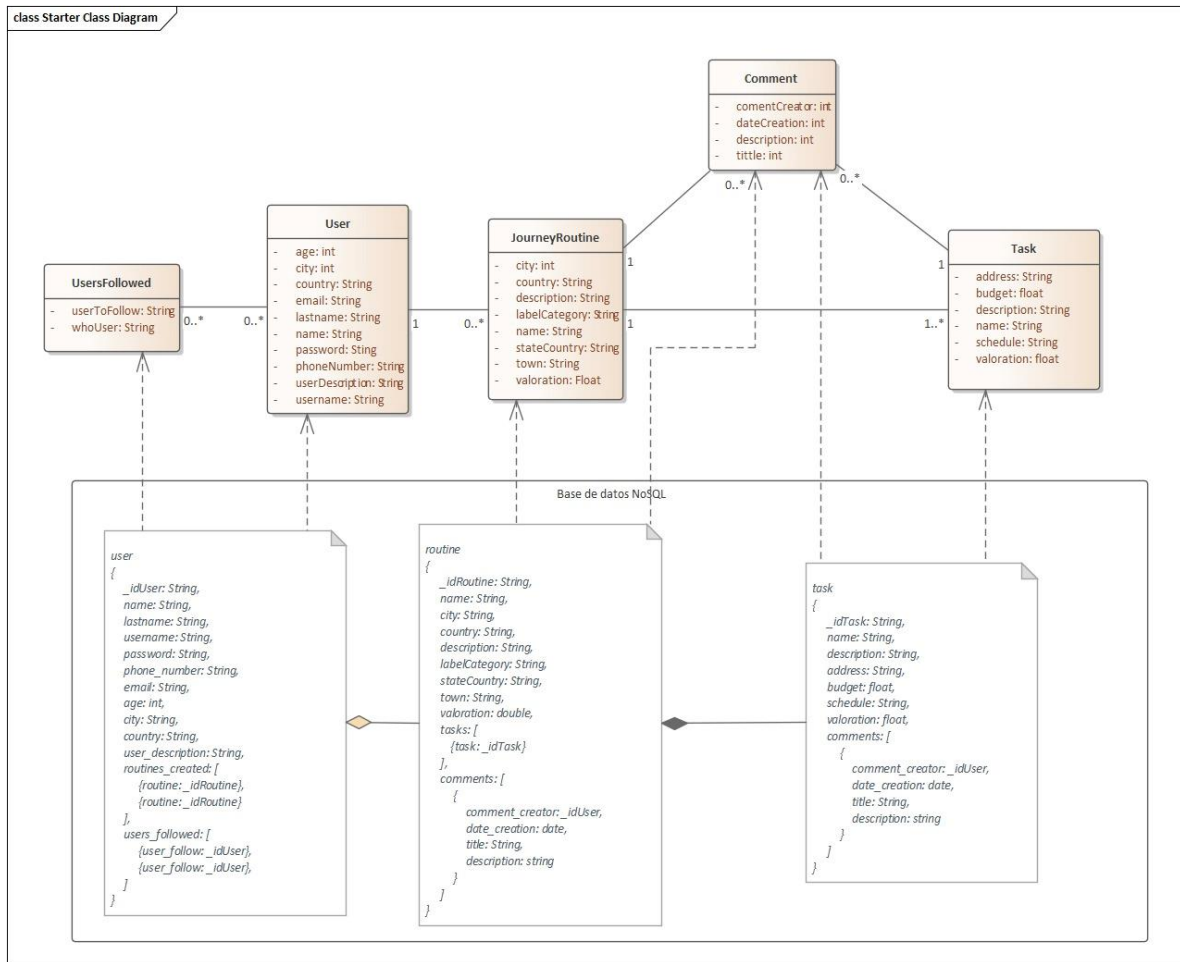 class Starter Class Diagram
Comment
- comentCreator: int
- dateCreation: int
- description: int
- tittle: int
0..*
0..*
User
- age: int
- city: int
- country: String
- email: String
- lastname: String
- name: String
- password: Sting
- phoneNumber: String
- userDescription: String
- username: String
JourneyRoutine
- city: int
- country: String
- description: String
- labelCategory: String
- name: String
- stateCountry: String
- town: String
- valoration: Float
Task
- address: String
- budget: float
- description: String
- name: String
- schedule: String
- valoration: float
UsersFollowed
- userToFollow: String
- whoUser: String
1
1
0..*
0..*
1
0..*
1
1..*
Base de datos NoSQL
user
{
_idUser: String,
name: String,
lastname: String,
username: String,
password: String,
phone_number: String,
email: String,
age: int,
city: String,
country: String,
user_description: String,
routines_created: [
{routine: _idRoutine},
{routine: _idRoutine}
],
users_followed: [
{user_follow: _idUser},
{user_follow: _idUser},
]
}
routine
{
_idRoutine: String,
name: String,
city: String,
country: String,
description: String,
labelCategory: String,
stateCountry: String,
town: String,
valoration: double,
tasks: [
{task: _idTask}
],
comments: [
{
comment_creator: _idUser,
date_creation: date,
title: String,
description: string
}
]
}
task
{
_idTask: String,
name: String,
description: String,
address: String,
budget: float,
schedule: String,
valoration: float,
comments: [
{
comment_creator: _idUser,
date_creation: date,
title: String,
description: string
}
]
}